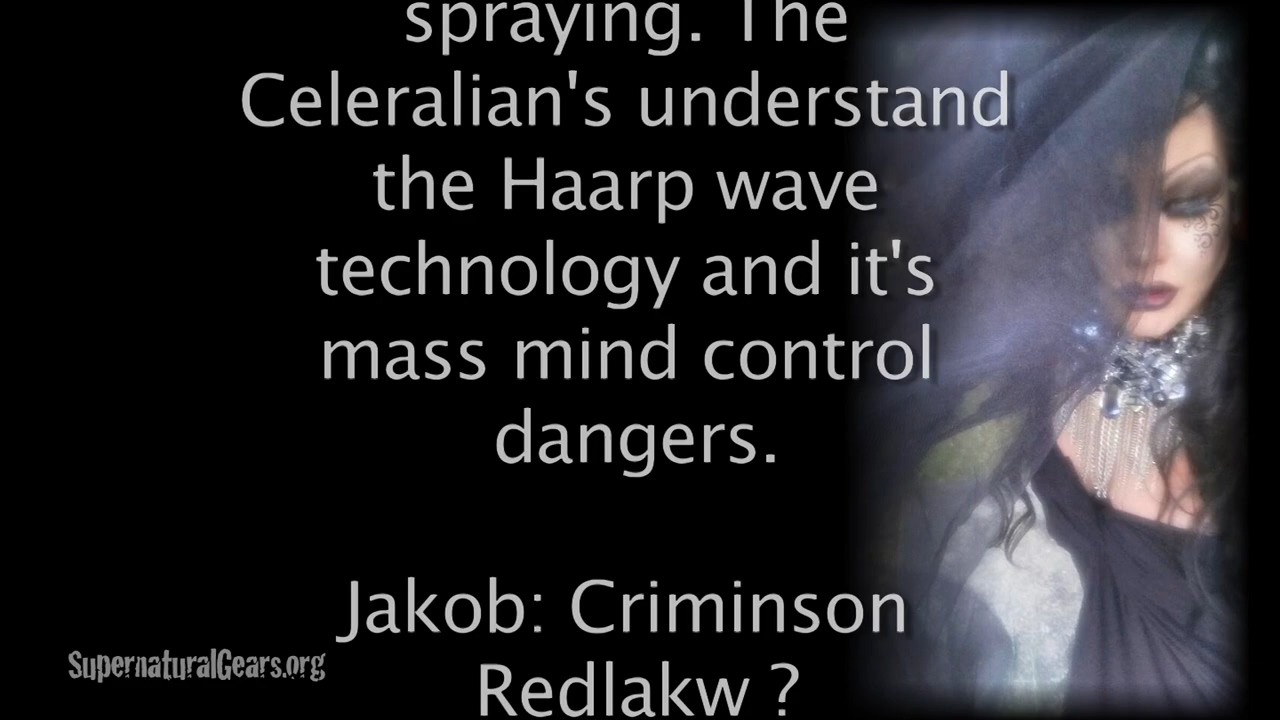 spraying. The
Celeralian's understand
the Haarp wave
technology and it's
mass mind control
dangers.
Jakob: Criminson
Redlakw ?
SupernaturalGears.org